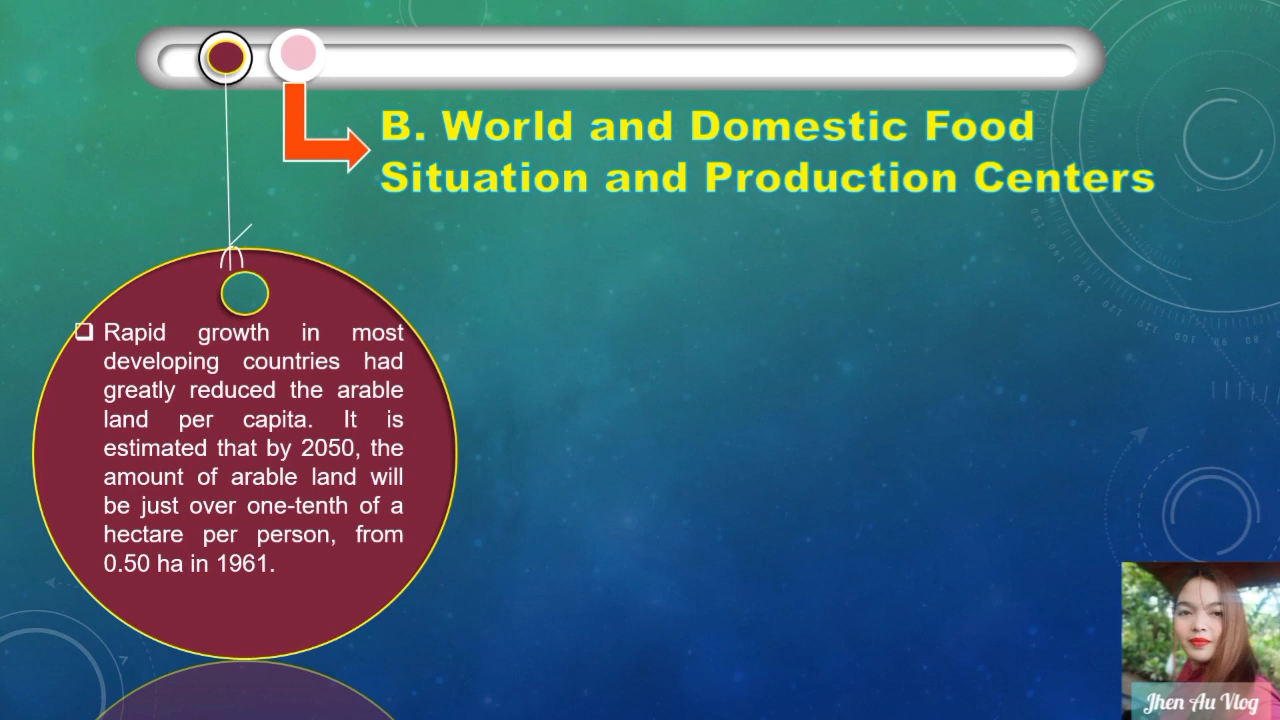 B. World and Domestic Food
Situation and Production Centers
❑ Rapid growth in most
developing countries had
greatly reduced the arable
land per capita. It is
estimated that by 2050, the
amount of arable land will
be just over one-tenth of a
hectare per person, from
0.50 ha in 1961.
Jhen Au Vlog